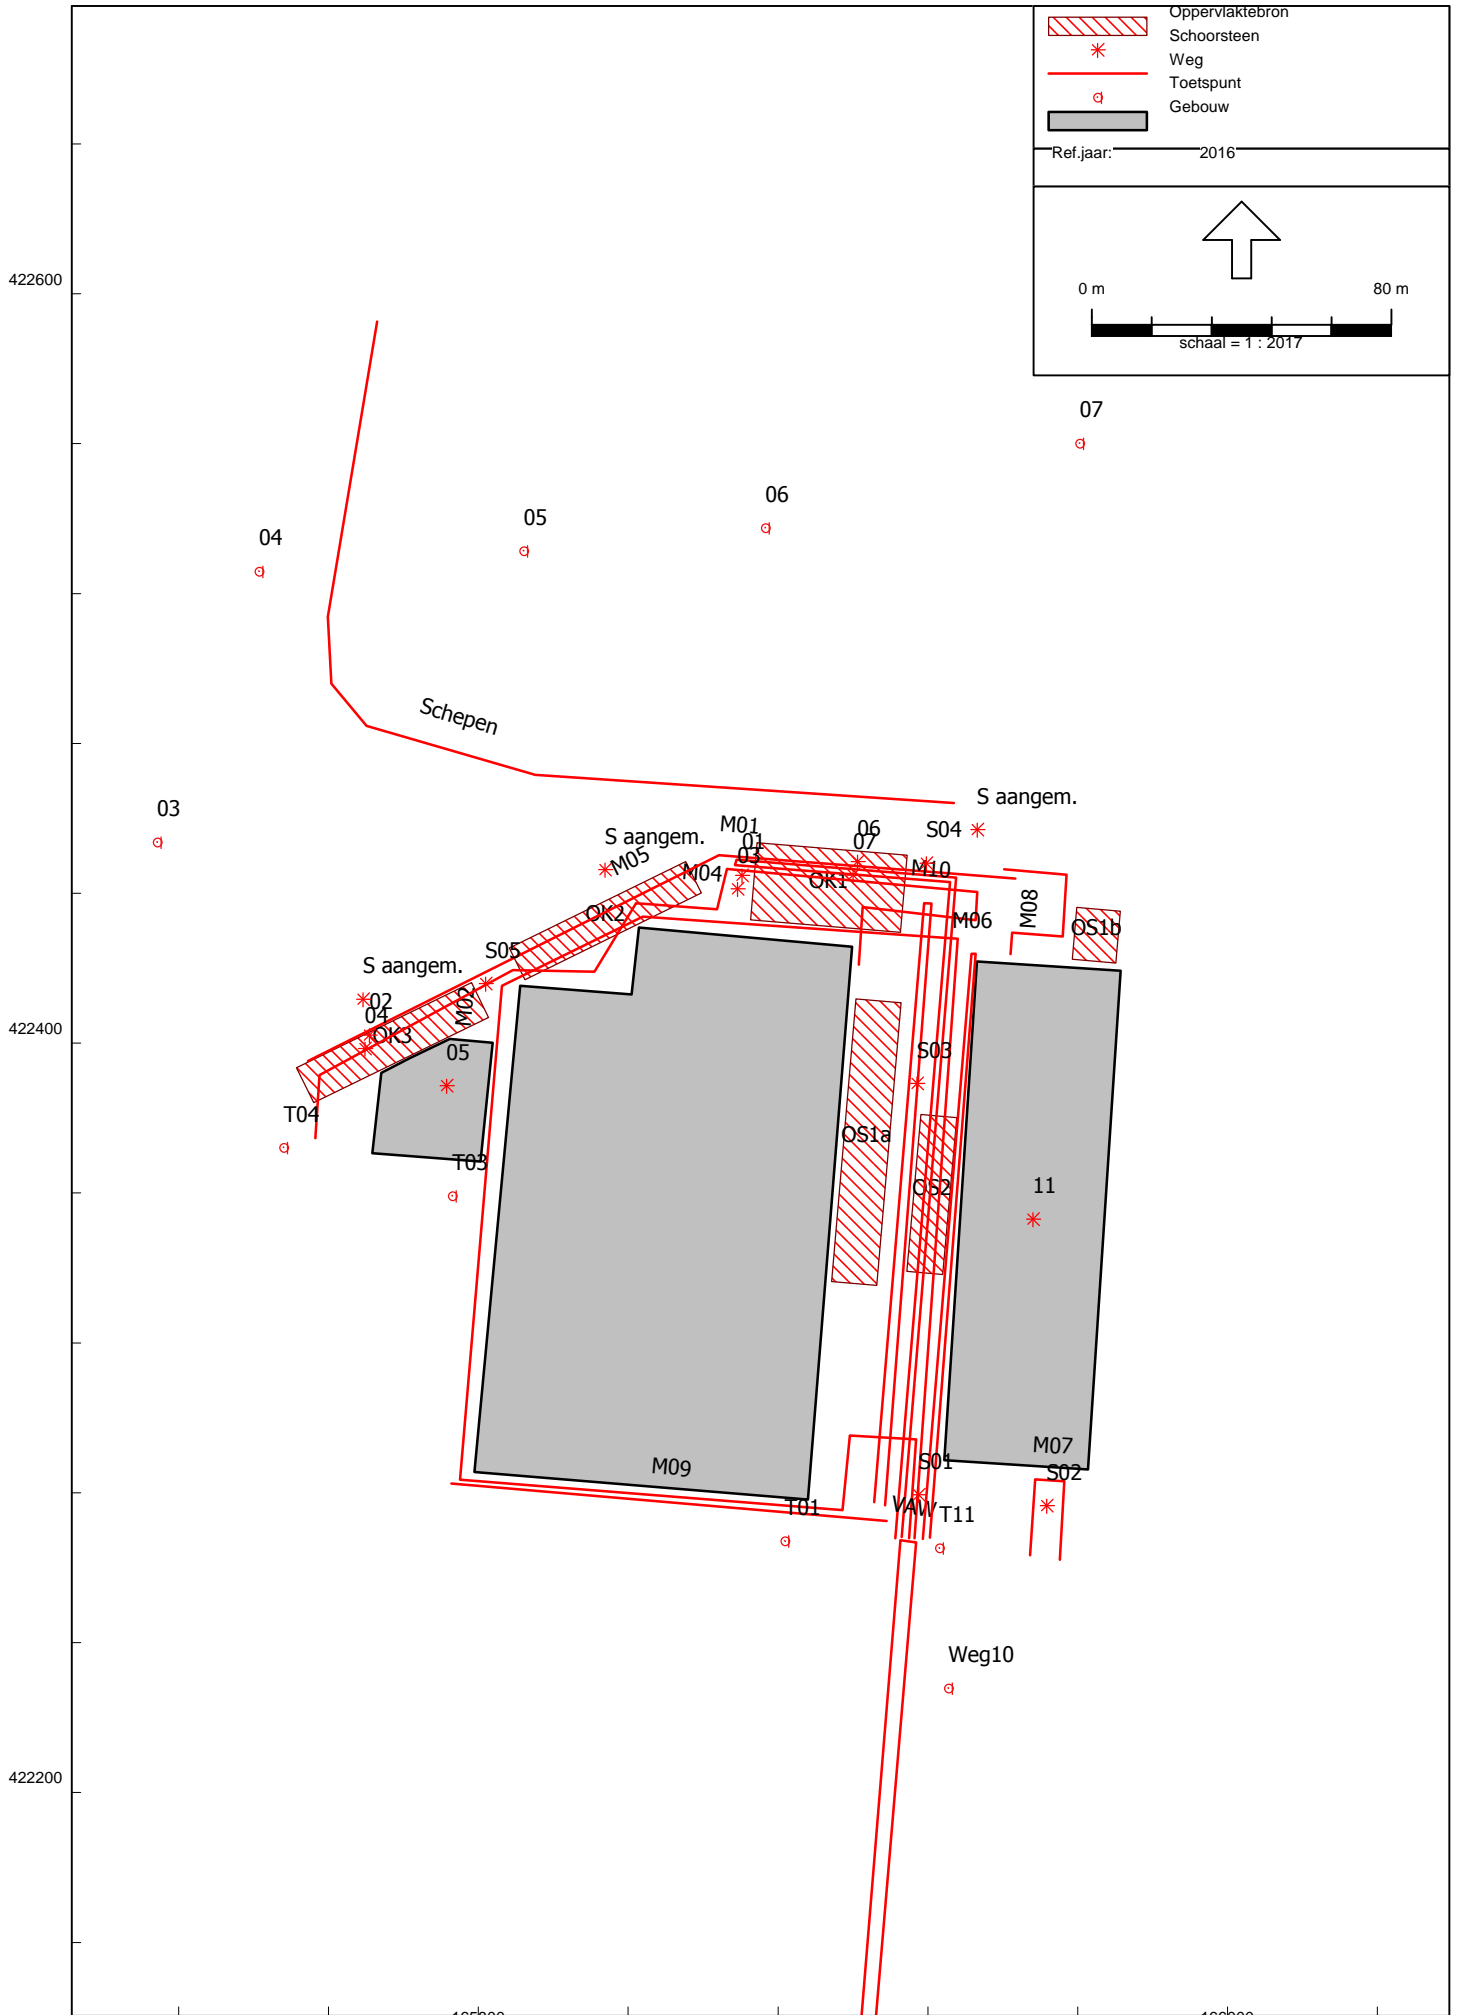 Oppervlaktebron
Schoorsteen
Weg
Toetspunt
Gebouw
Ref.jaar: 2016
0 m 80 m
schaal = 1 : 2017
422600
07
06
05
04
Schepen
03
S aangem.
S aangem.
M01
01
03
06
07
S04
M05
M04
OK1
M10
M08
OK2
M06
OS1b
S05
S aangem.
02
04
M02
OK3
422400
05
S03
T04
OS1a
T03
OS2
11
M07
M09
S01
S02
T01
VAW
T11
Weg10
422200